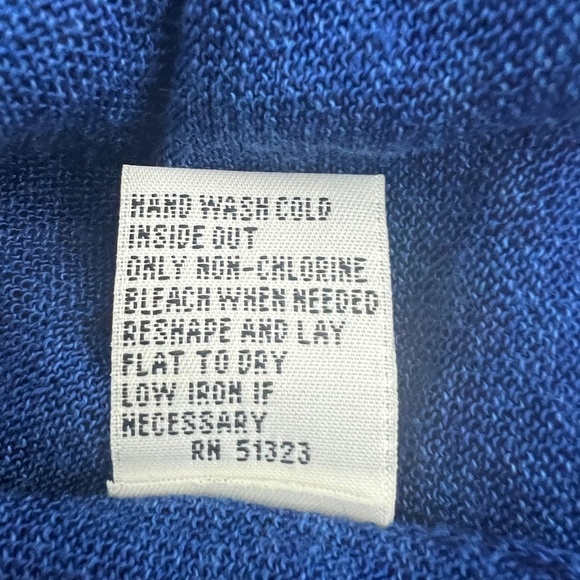 HAND WASH COLD
INSIDE OUT
ONLY NON-CHLORINE
BLEACH WHEN NEEDED
RESHAPE AND LAY
FLAT TO DRY
LOW IRON IF
NECESSARY
RN 51323